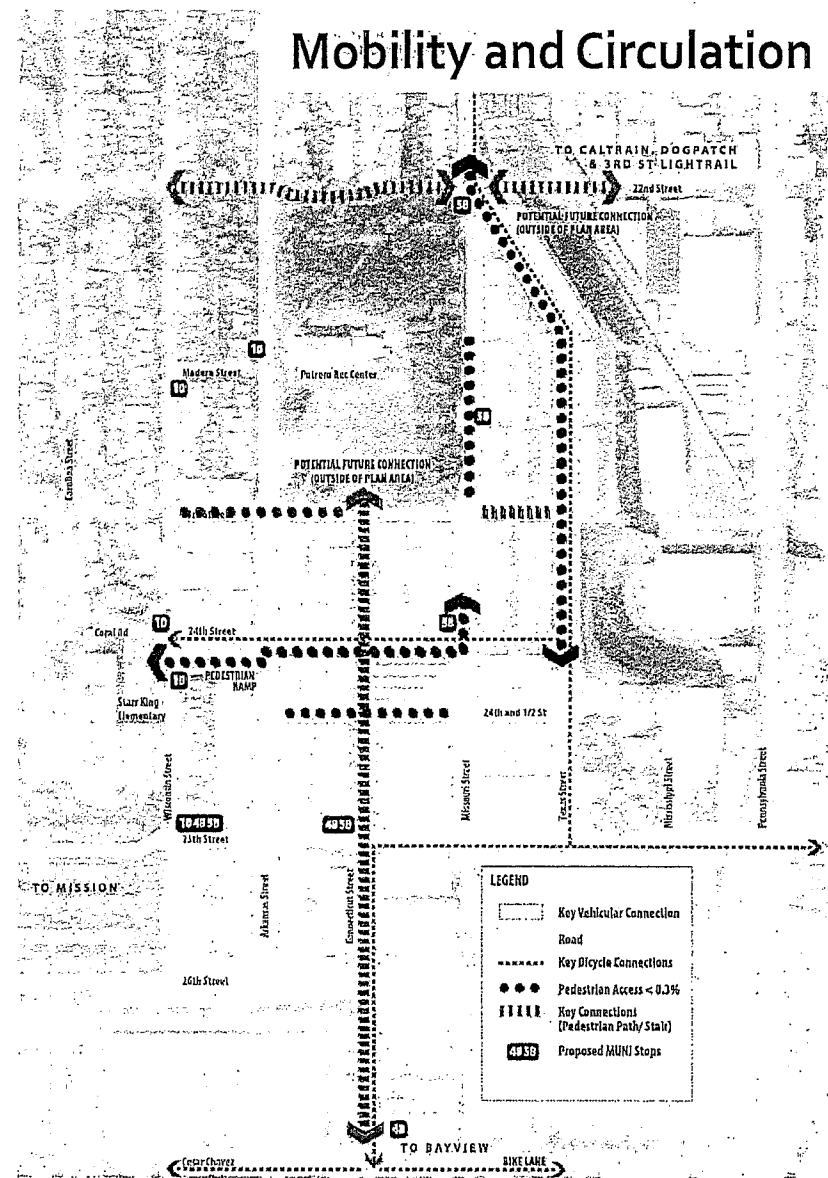 Mobility and Circulation
TO CALTRAIN, DOGPATCH
& 3RD ST LIGHTRAIL
22nd Street
58
POTENTIAL FUTURE CONNECTION
(OUTSIDE OF PLAN AREA)
10
Madera Street
Potrero Rec Center
10
58
Carolina Street
POTENTIAL FUTURE CONNECTION
(OUTSIDE OF PLAN AREA)
10
58
Coral Rd
24th Street
10
PEDESTRIAN
RAMP
Starr King
Elementary
24th and 1/2 St
Wisconsin Street
Missouri Street
Texas Street
Mississippi Street
Pennsylvania Street
10 48 58
48 58
25th Street
TO MISSION
Arkansas Street
Connecticut Street
26th Street
LEGEND
Key Vehicular Connection
Road
Key Bicycle Connections
Pedestrian Access < 0.3%
Key Connections
(Pedestrian Path/ Stair)
48 58
Proposed MUNI Stops
TO BAYVIEW
Cesar Chavez
BIKE LANE